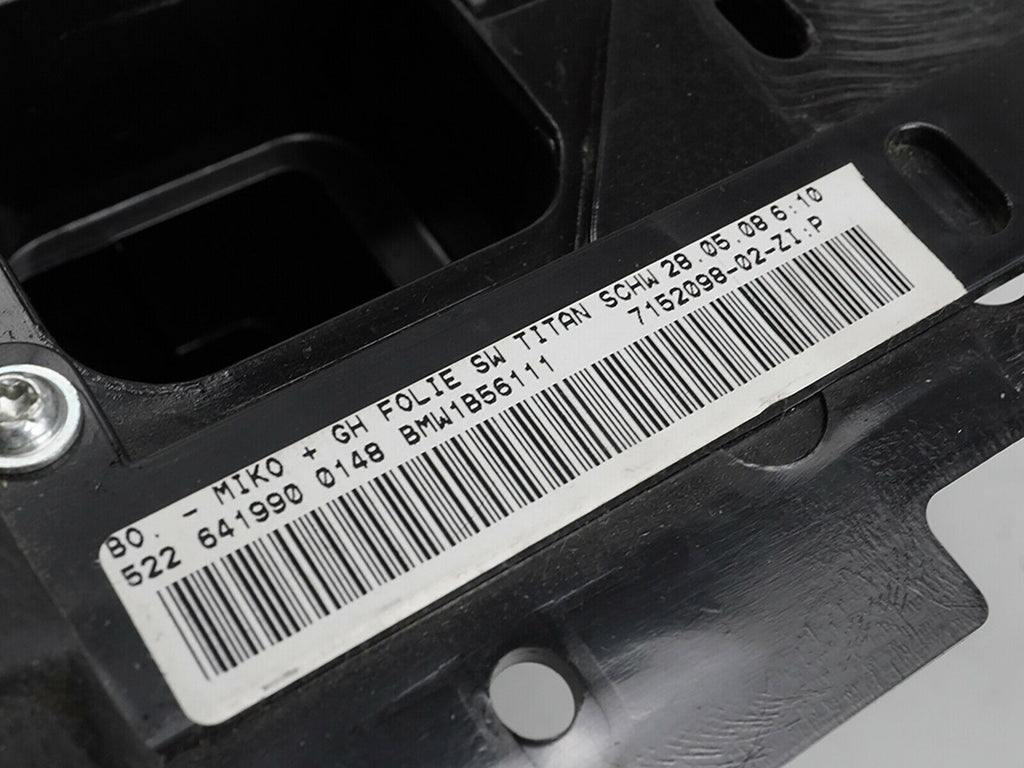 BO. - MIKO + GH FOLIE SW TITAN SCHW 28.05.08 6:10
522 641990 0148 BMW1B56111 7152098-02-ZI:P